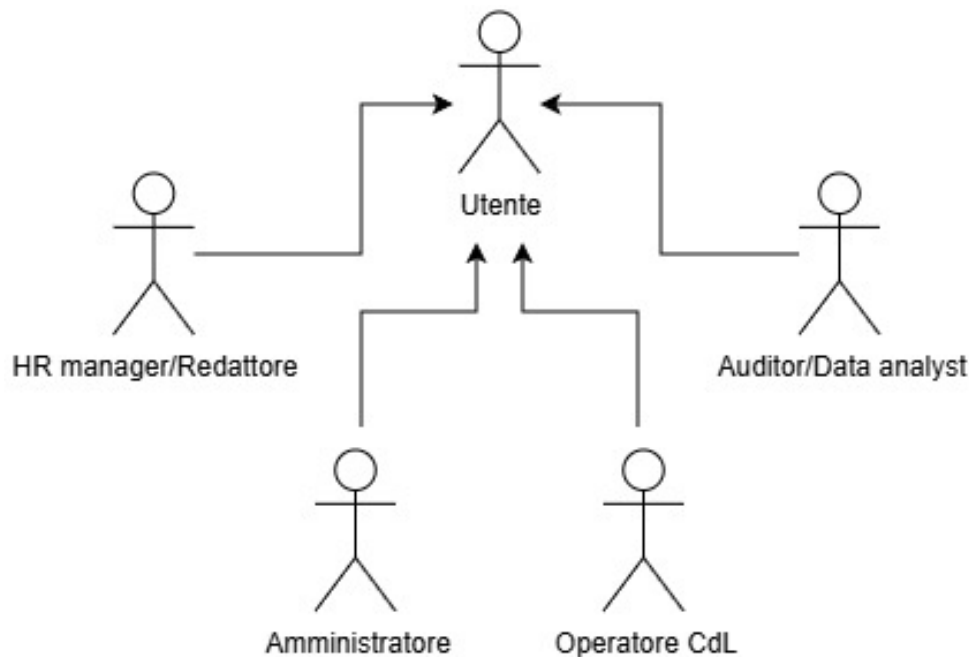 Utente
HR manager/Redattore
Auditor/Data analyst
Amministratore
Operatore CdL